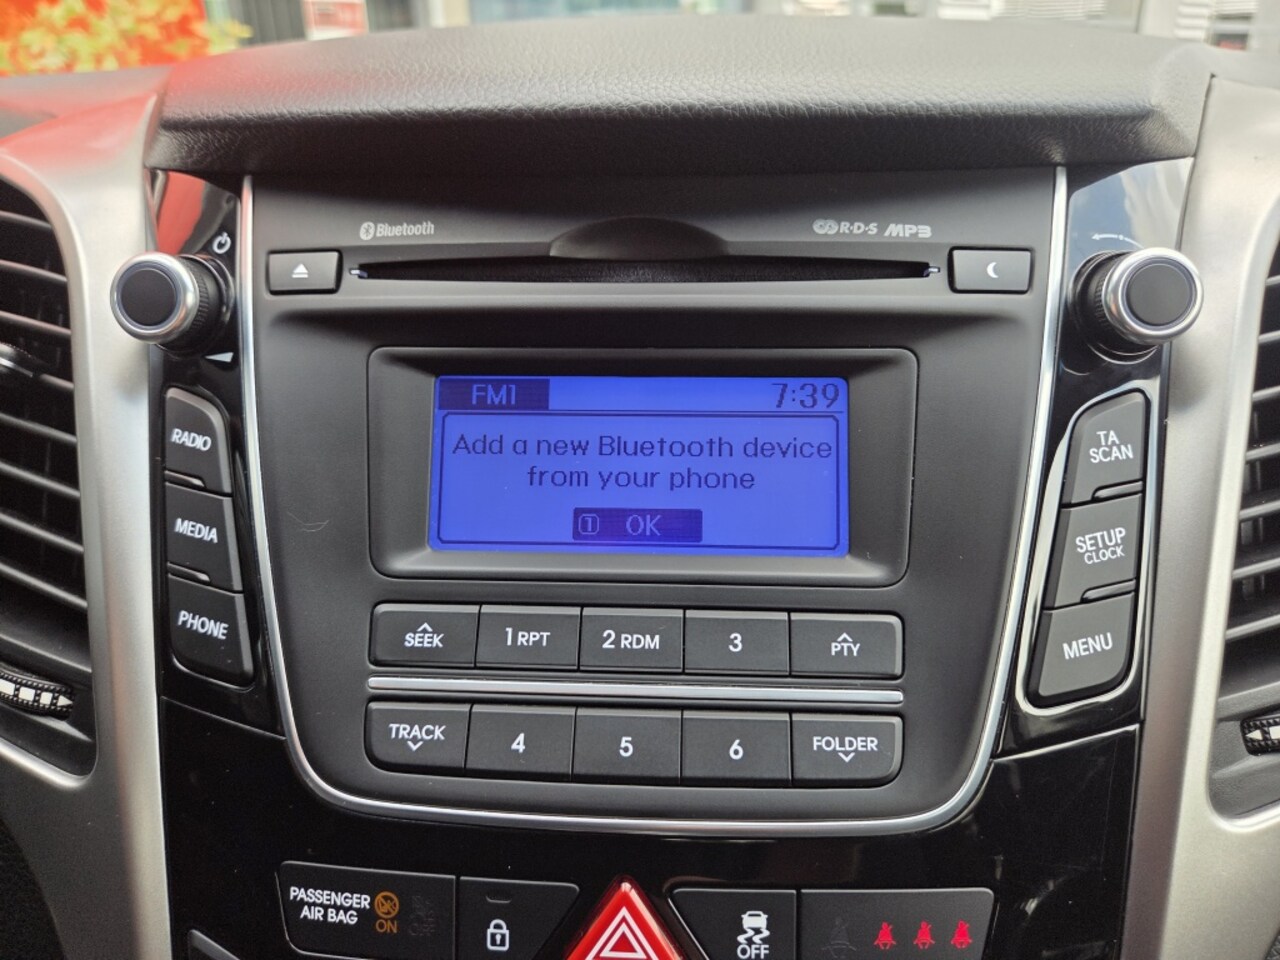 Bluetooth
R·D·S MP3
FM1 7:39
Add a new Bluetooth device
from your phone
1 OK
RADIO
MEDIA
PHONE
TA
SCAN
SETUP
CLOCK
MENU
SEEK 1 RPT 2 RDM 3 PTY
TRACK 4 5 6 FOLDER
PASSENGER
AIR BAG
ON
OFF